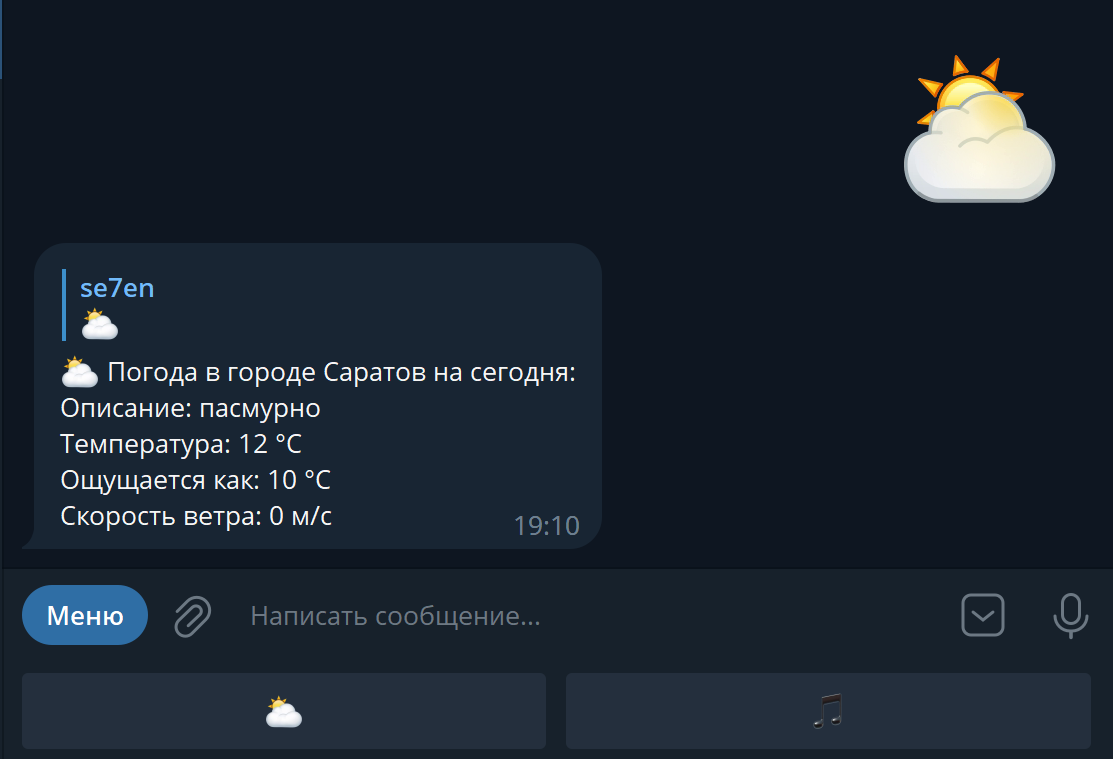 se7en
🌥
🌥 Погода в городе Саратов на сегодня:
Описание: пасмурно
Температура: 12 °C
Ощущается как: 10 °C
Скорость ветра: 0 м/с
19:10
Меню
Написать сообщение...